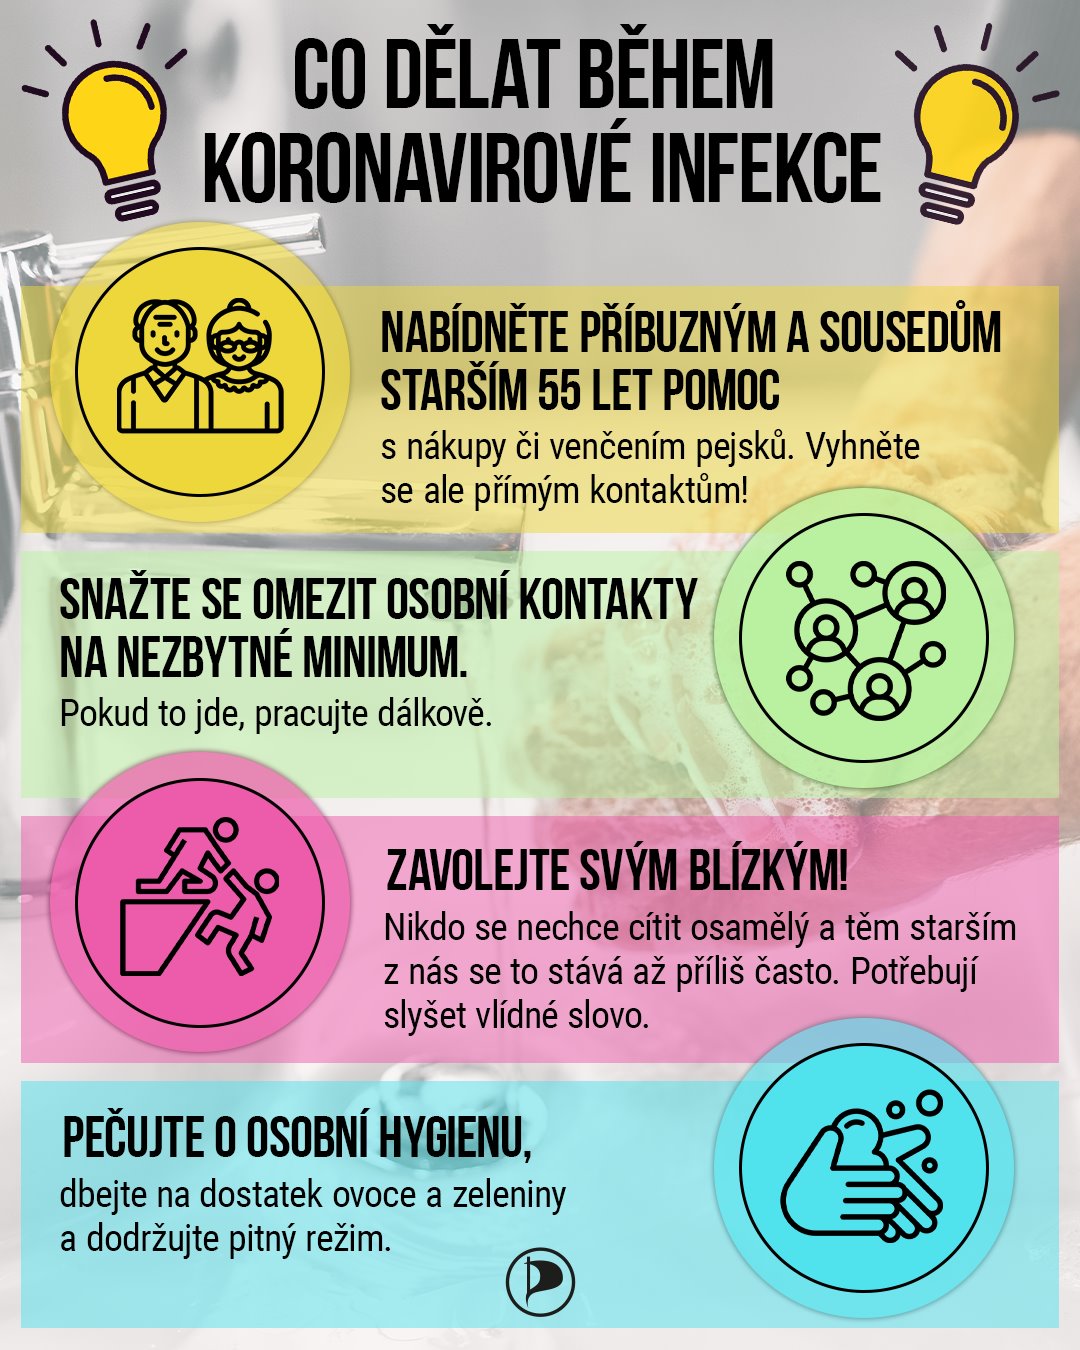 CO DĚLAT BĚHEM
KORONAVIROVÉ INFEKCE
NABÍDNĚTE PŘÍBUZNÝM A SOUSEDŮM
STARŠÍM 55 LET POMOC
s nákupy či venčením pejsků. Vyhněte
se ale přímým kontaktům!
SNAŽTE SE OMEZIT OSOBNÍ KONTAKTY
NA NEZBYTNÉ MINIMUM.
Pokud to jde, pracujte dálkově.
ZAVOLEJTE SVÝM BLÍZKÝM!
Nikdo se nechce cítit osamělý a těm starším
z nás se to stává až příliš často. Potřebují
slyšet vlídné slovo.
PEČUJTE O OSOBNÍ HYGIENU,
dbejte na dostatek ovoce a zeleniny
a dodržujte pitný režim.